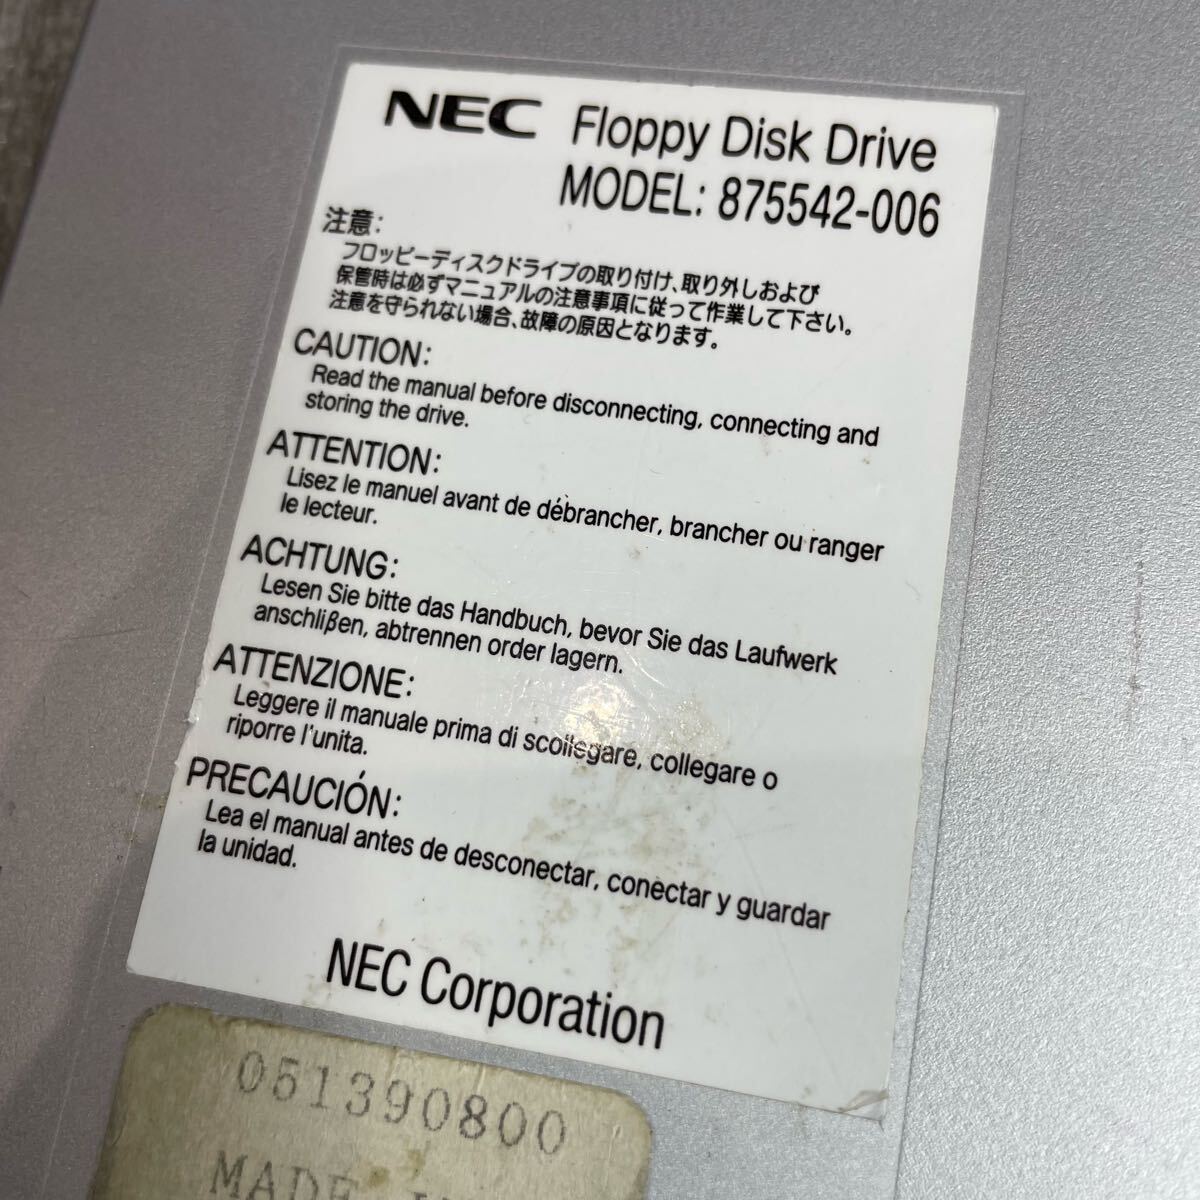 NEC Floppy Disk Drive
MODEL: 875542-006
注意:
フロッピーディスクドライブの取り付け、取り外しおよび
保管時は必ずマニュアルの注意事項に従って作業して下さい。
注意を守られない場合、故障の原因となります。
CAUTION:
Read the manual before disconnecting, connecting and
storing the drive.
ATTENTION:
Lisez le manuel avant de débrancher, brancher ou ranger
le lecteur.
ACHTUNG:
Lesen Sie bitte das Handbuch, bevor Sie das Laufwerk
anschlißen, abtrennen order lagern.
ATTENZIONE:
Leggere il manuale prima di scollegare, collegare o
riporre l'unita.
PRECAUCIÓN:
Lea el manual antes de desconectar, conectar y guardar
la unidad.
NEC Corporation
051390800
MADE